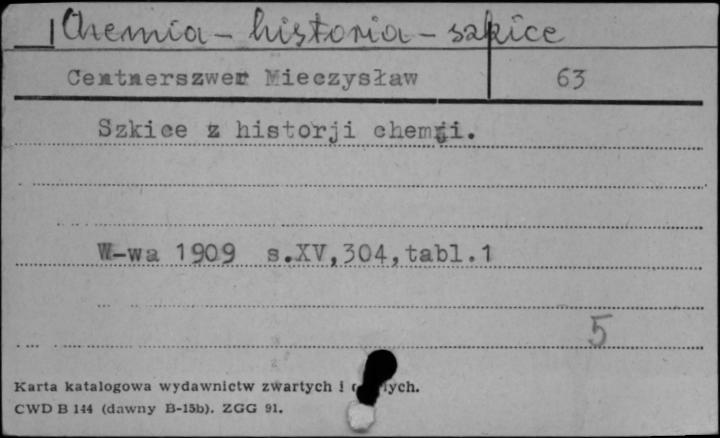 Chemia – historia – szkice
Centnerszwer Mieczysław 63
Szkice z historji chemji.
W-wa 1909 s.XV,304,tabl.1
5
Karta katalogowa wydawnictw zwartych i
CWD B 144 (dawny B-15b). ZGG 91.